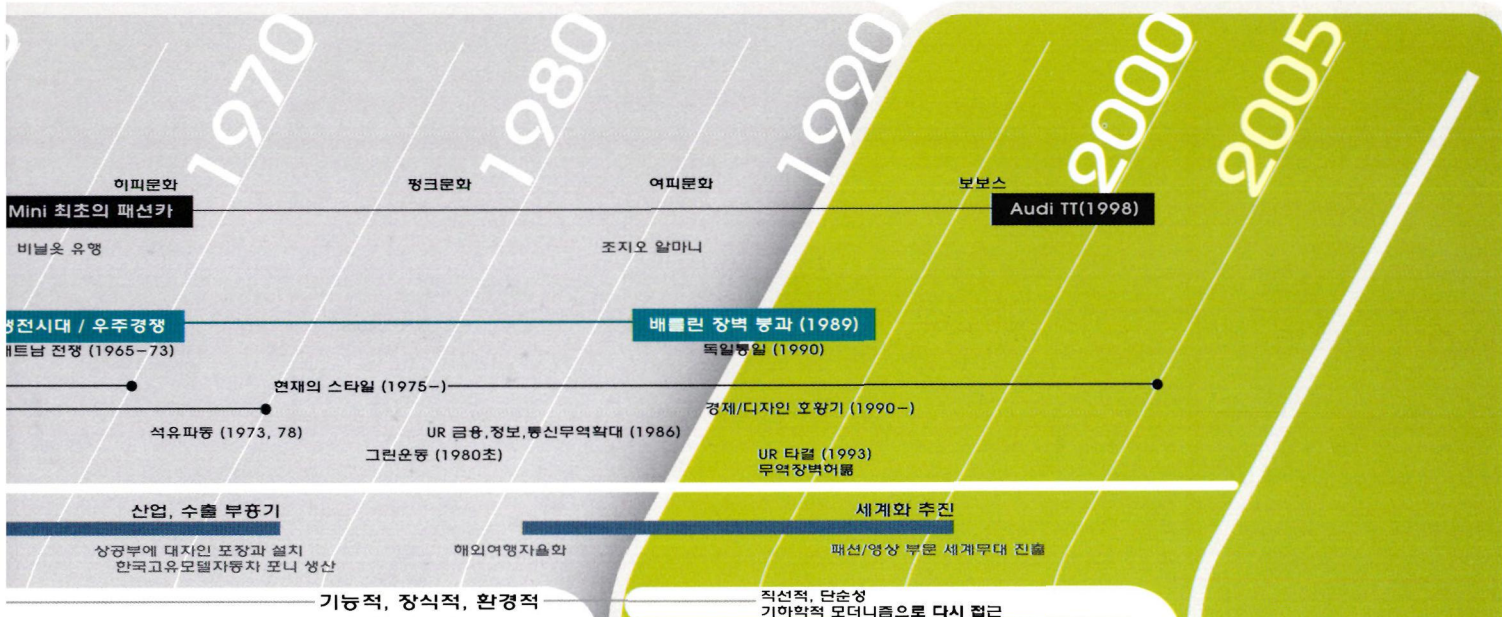 1970
1980
1990
2000
2005
히피문화
펑크문화
여피문화
보보스
Mini 최초의 패션카
Audi TT(1998)
비닐옷 유행
조지오 알마니
냉전시대 / 우주경쟁
배를린 장벽 붕과 (1989)
베트남 전쟁 (1965–73)
독일통일 (1990)
현재의 스타일 (1975–)
경제/디자인 호황기 (1990–)
석유파동 (1973, 78)
UR 금융,정보,통신무역확대 (1986)
그린운동 (1980초)
UR 타결 (1993)
산업, 수출 부흥기
세계화 추진
상공부에 대자인 포장과 설치
해외여행자율화
패션/영상 부문 세계무대 진출
한국고유모델자동차 포니 생산
기능적, 장식적, 환경적
직선적, 단순성
기하학적 모더니즘으로 다시 접근